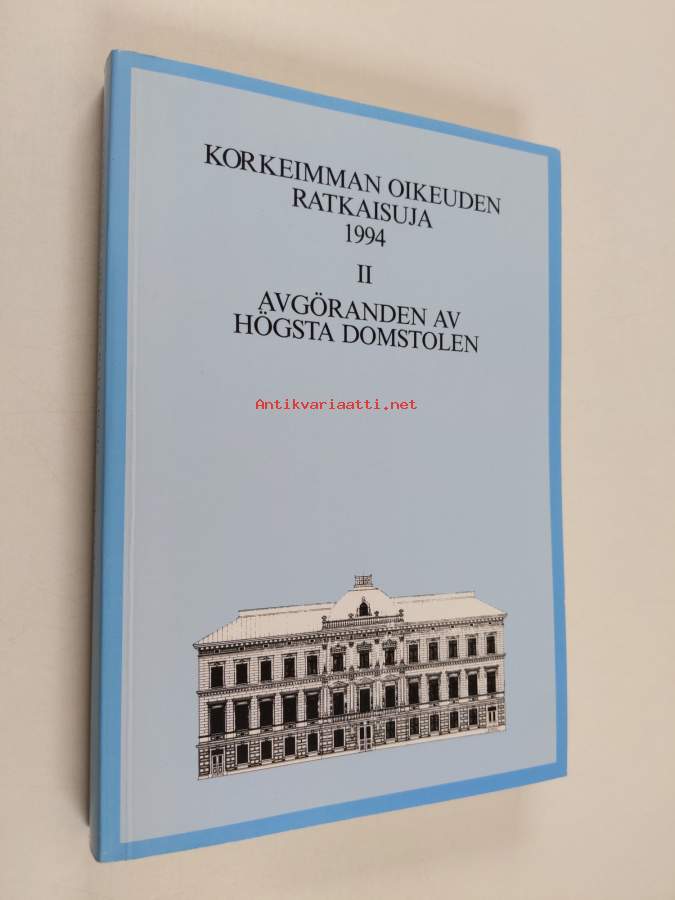 KORKEIMMAN OIKEUDEN
RATKAISUJA
1994
II
AVGÖRANDEN AV
HÖGSTA DOMSTOLEN
Antikvariaatti.net